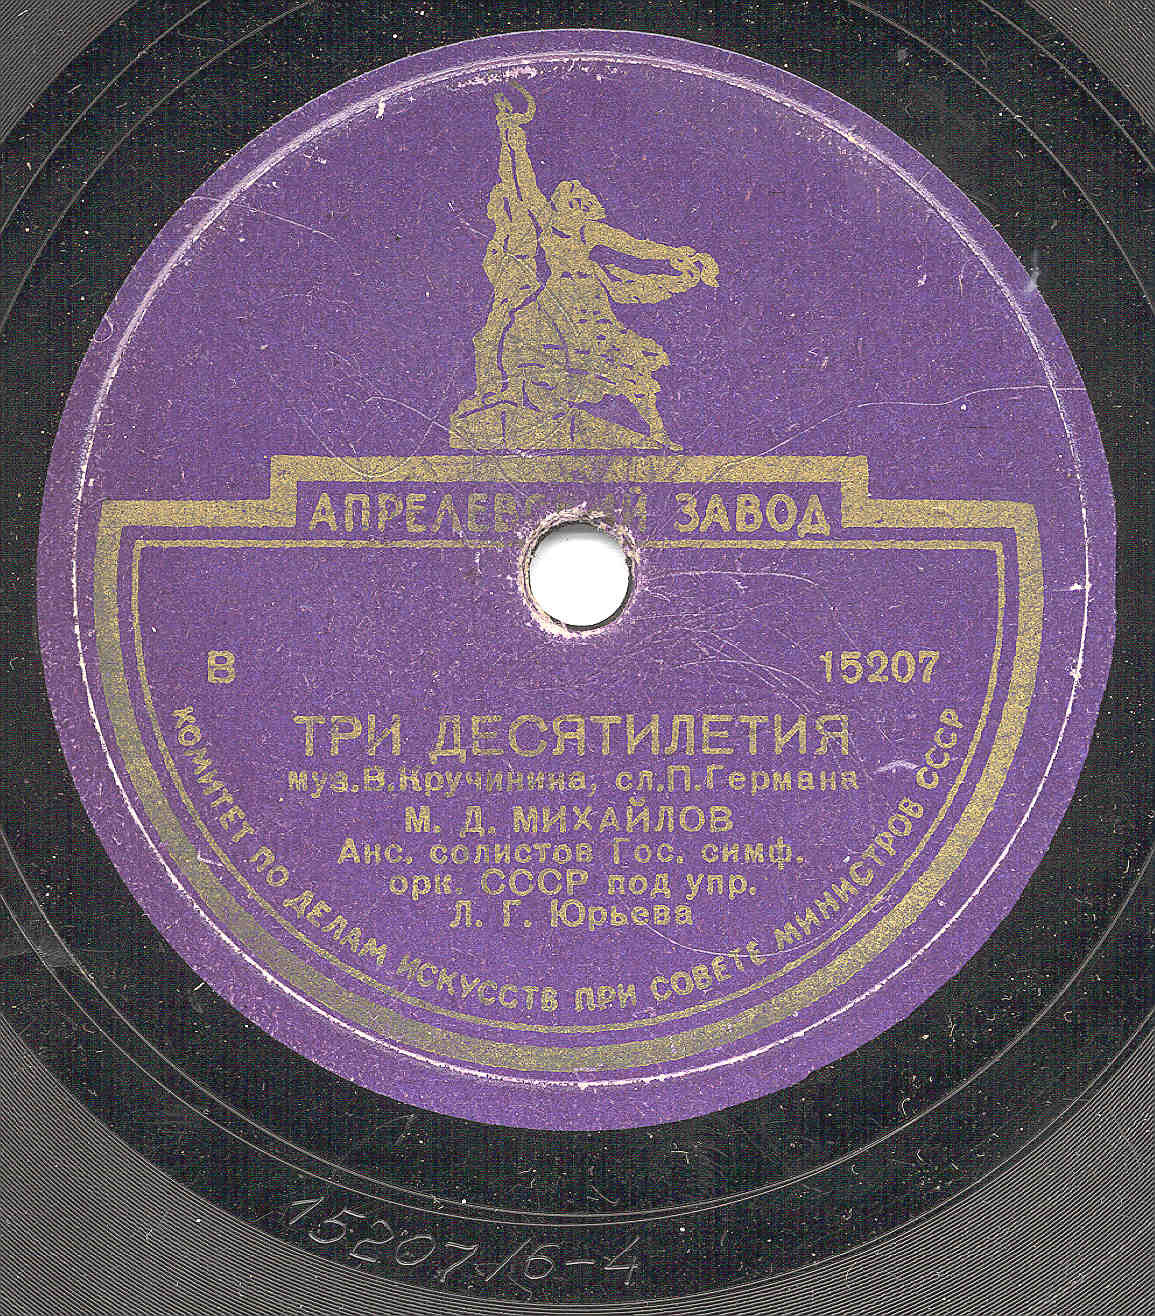 АПРЕЛЕВСКИЙ ЗАВОД
В 15207
ТРИ ДЕСЯТИЛЕТИЯ
муз.В.Кручинина, сл.П.Германа
М. Д. МИХАЙЛОВ
Анс. солистов Гос. симф.
орк. СССР под упр.
Л. Г. Юрьева
КОМИТЕТ ПО ДЕЛАМ ИСКУССТВ ПРИ СОВЕТЕ МИНИСТРОВ СССР
15207/6-4